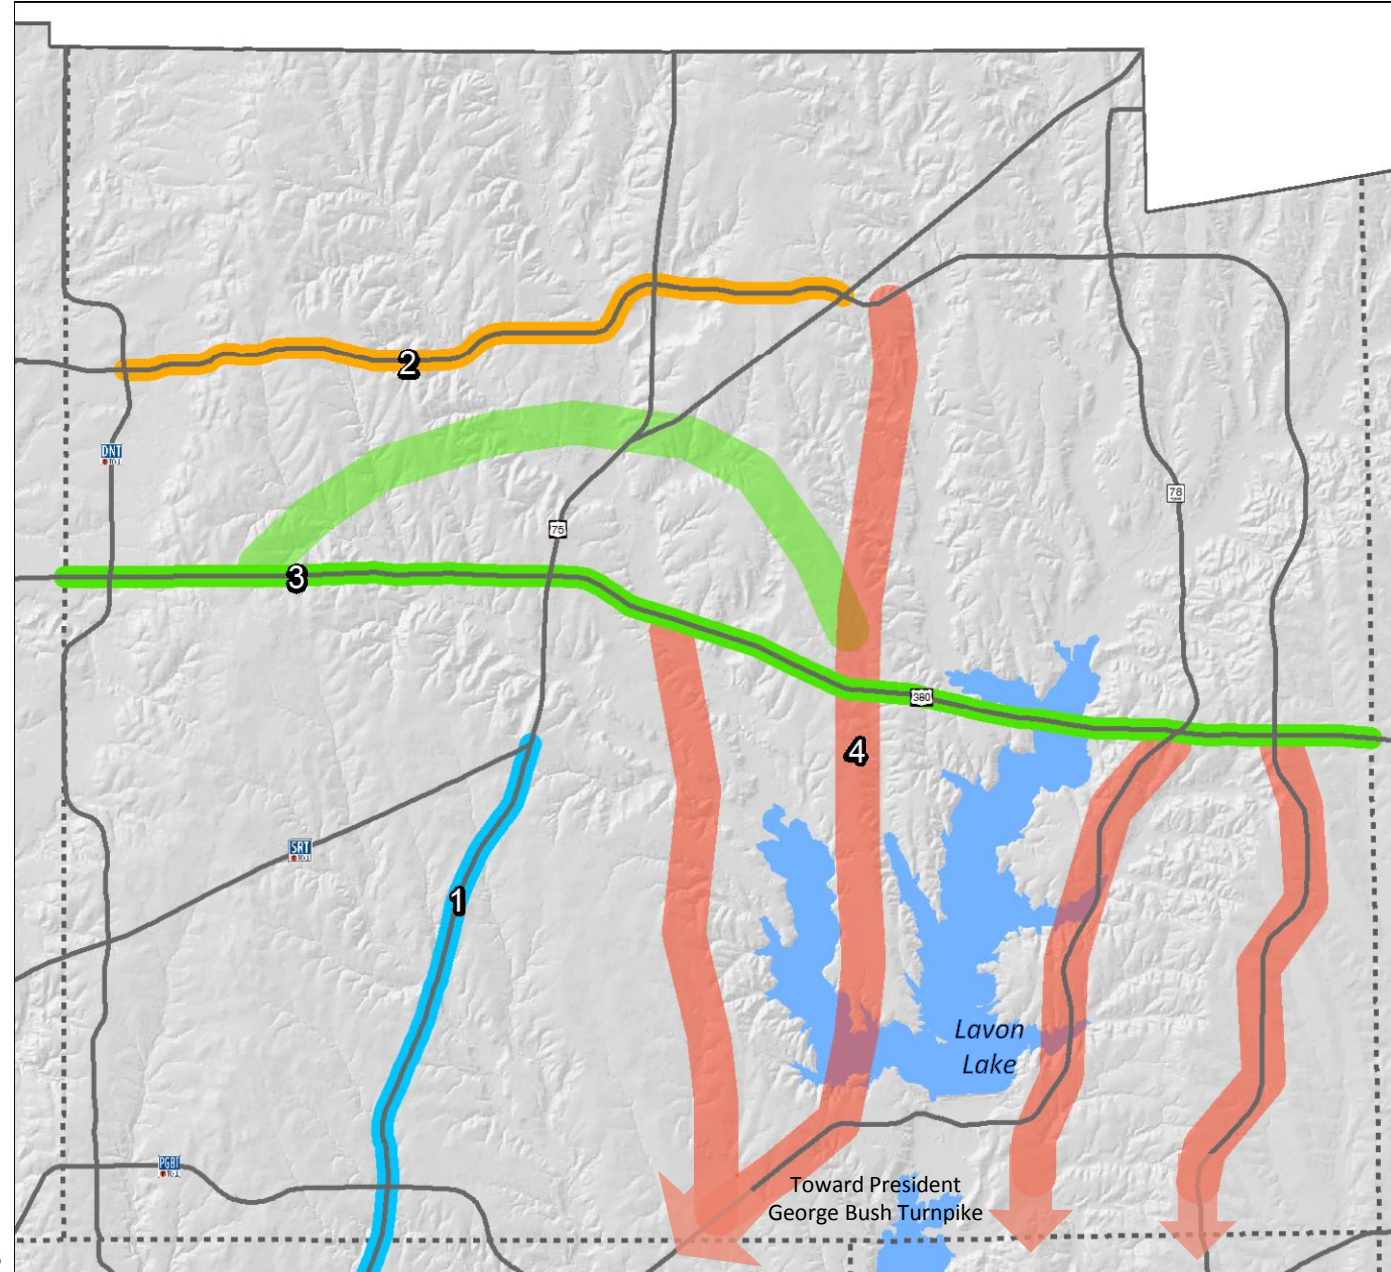 2
DNT
78
75
3
380
4
SRT
1
Lavon
Lake
PGBT
Toward President
George Bush Turnpike